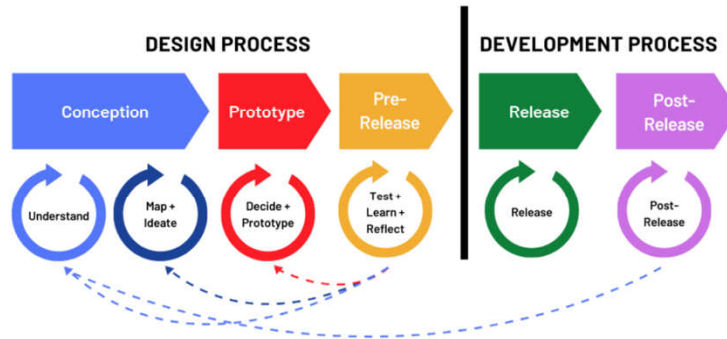 DESIGN PROCESS
DEVELOPMENT PROCESS
Conception
Prototype
Pre-
Release
Release
Post-
Release
Understand
Map +
Ideate
Decide +
Prototype
Test +
Learn +
Reflect
Release
Post-
Release